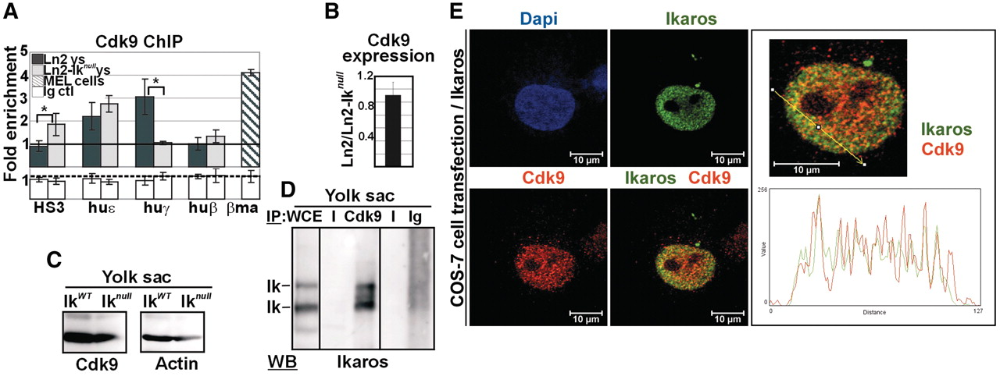 A
Cdk9 ChIP
Fold enrichment
5
4
3
2
1
1
Ln2 ys
Ln2-Ik^null ys
MEL cells
Ig ctl
*
*
HS3 huε huγ huβ βma
B
Cdk9
expression
Ln2/Ln2-Ik^null
1.2
0.8
0.4
C
Yolk sac
Ik^WT Ik^null Ik^WT Ik^null
Cdk9 Actin
D
Yolk sac
IP:WCE I Cdk9 I Ig
Ik–
Ik–
WB Ikaros
E
COS-7 cell transfection / Ikaros
Dapi Ikaros
10 µm 10 µm
Cdk9 Ikaros Cdk9
10 µm 10 µm
10 µm
Ikaros
Cdk9
256
Value
0
0 Distance 127